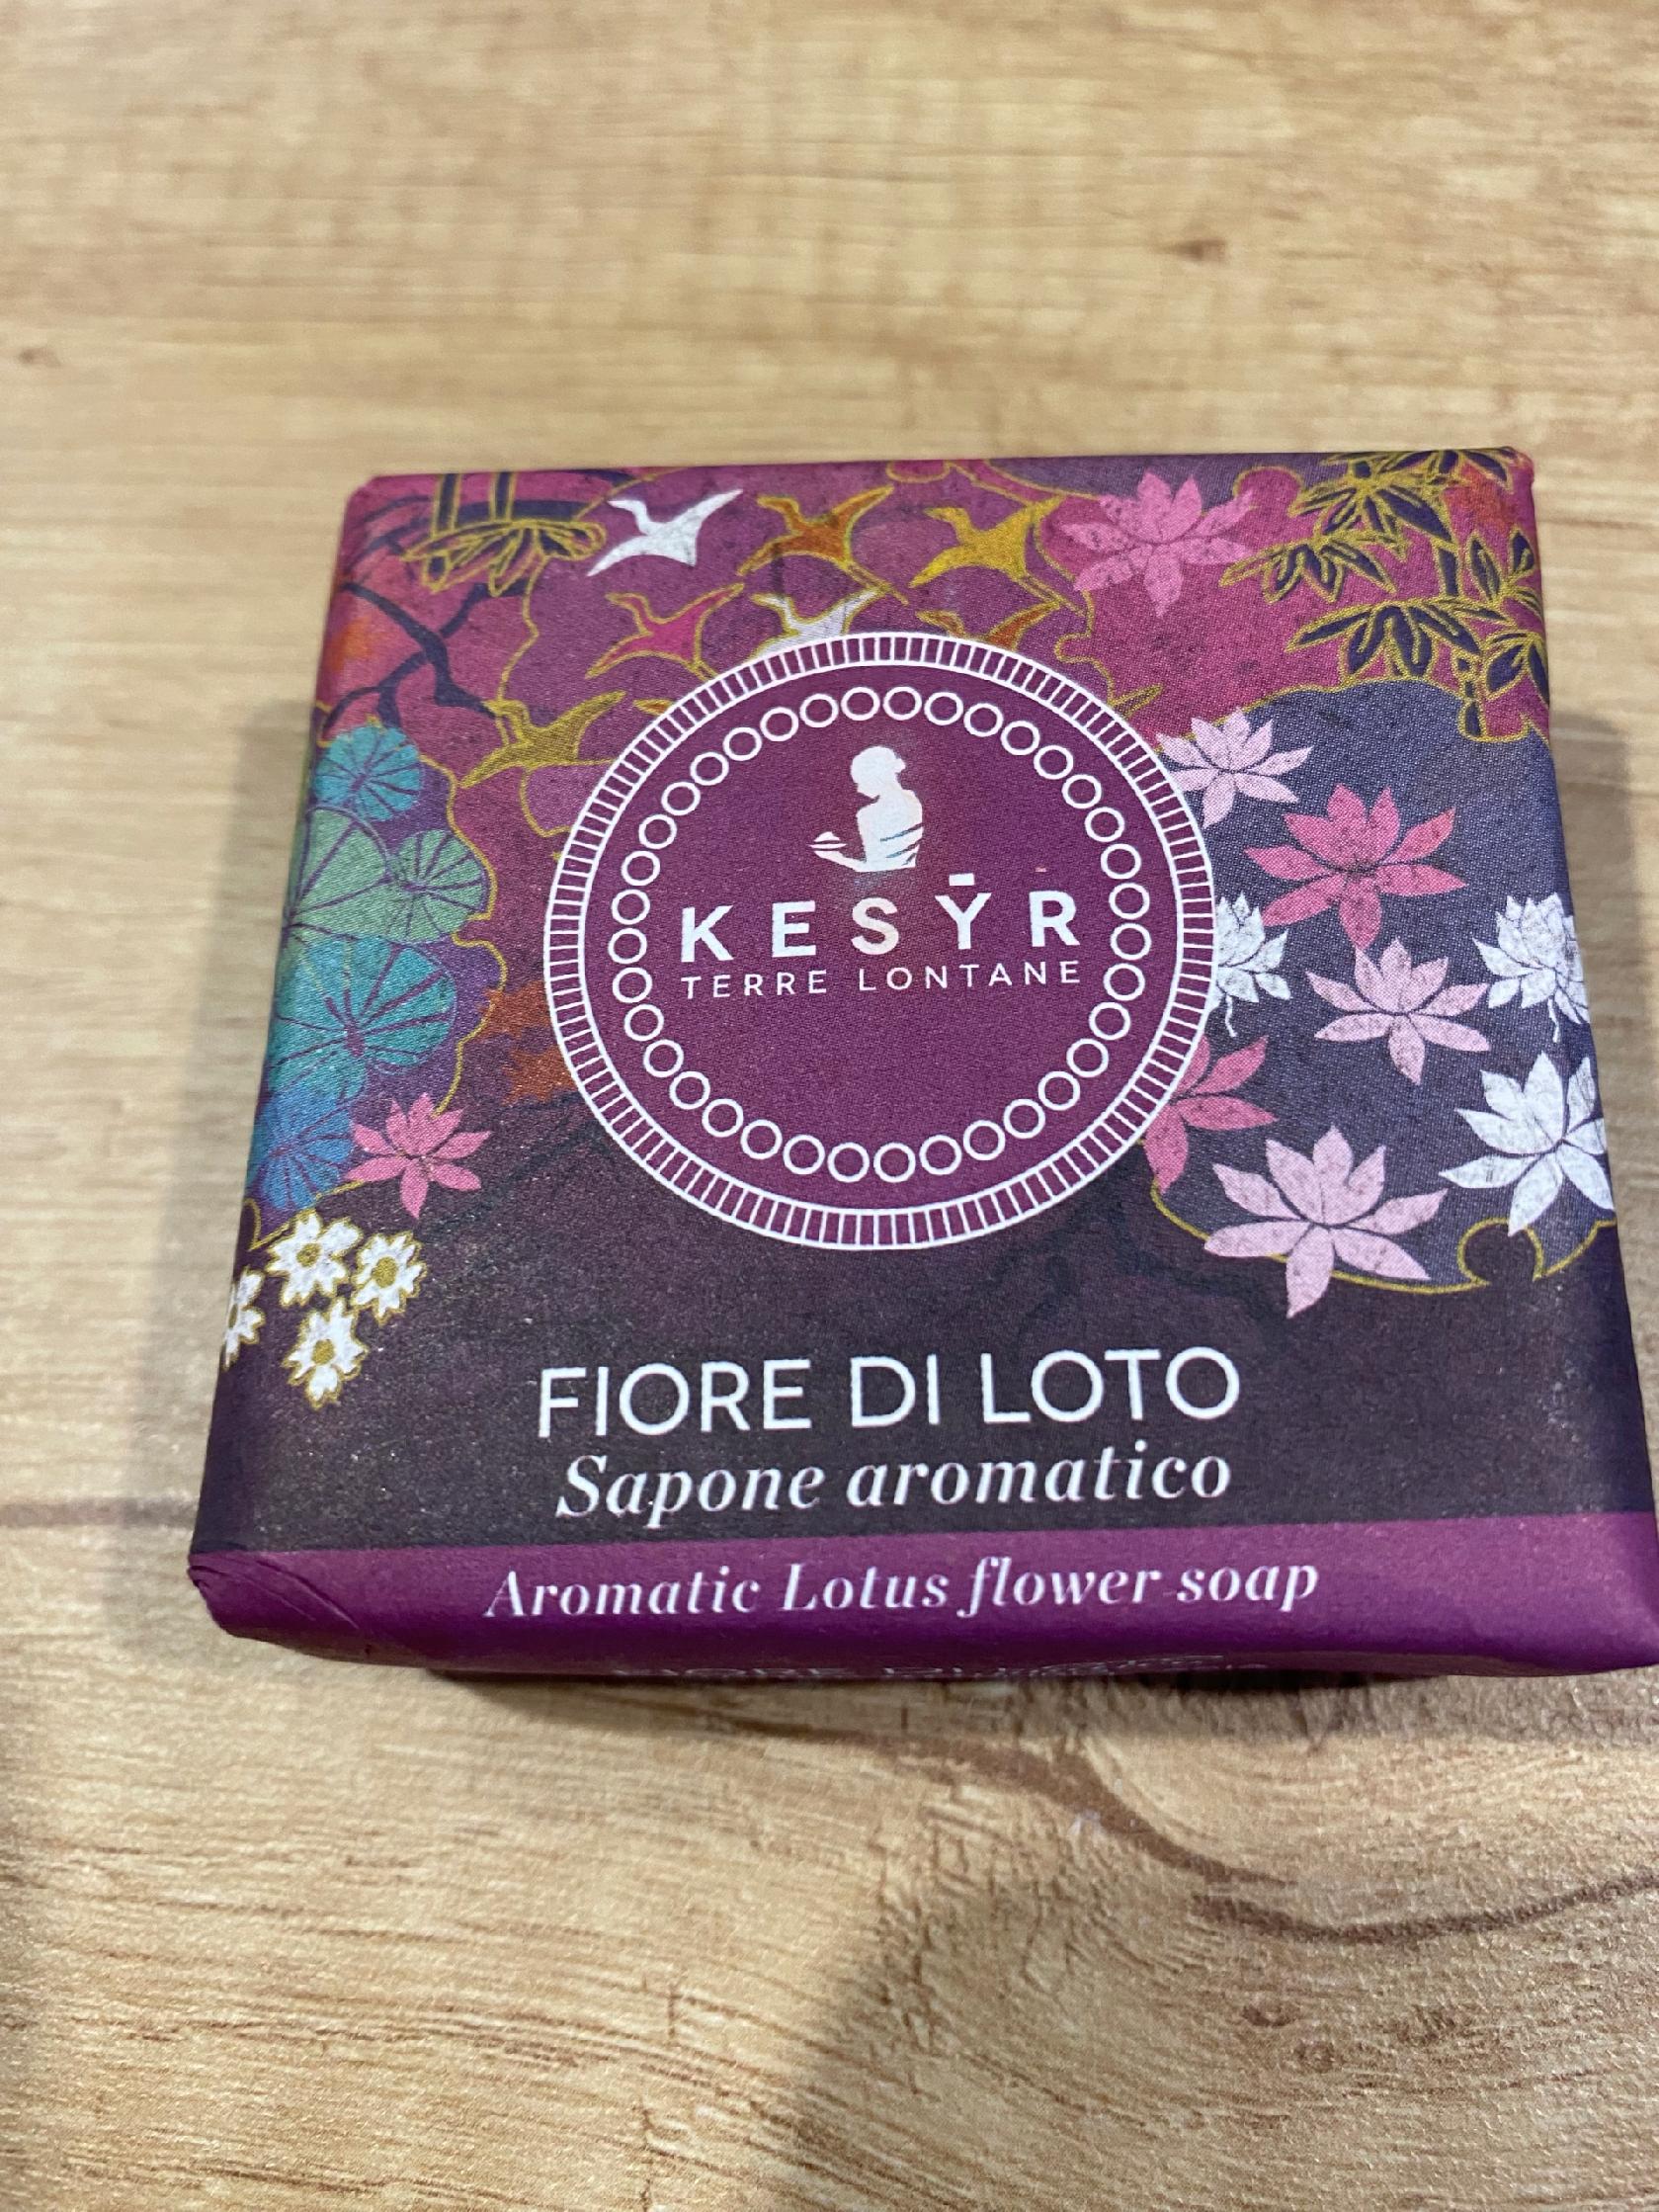 KESȲR
TERRE LONTANE
FIORE DI LOTO
Sapone aromatico
Aromatic Lotus flower soap